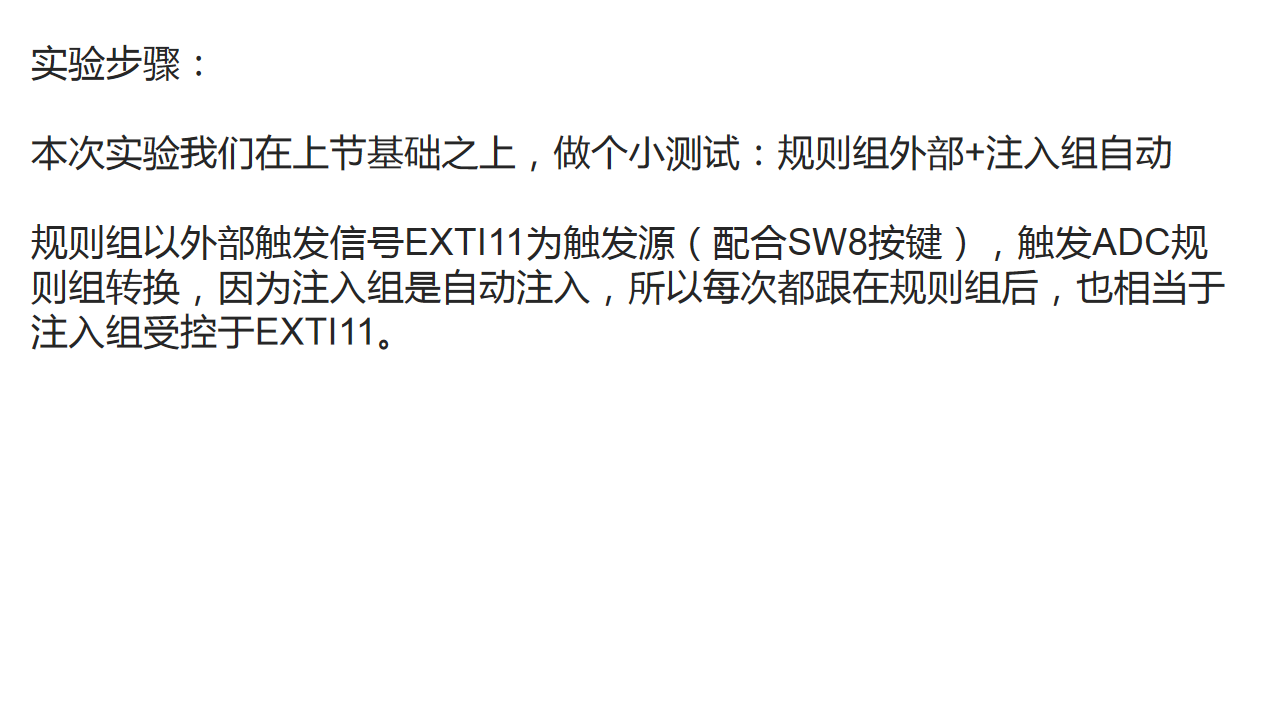 实验步骤：
本次实验我们在上节基础之上，做个小测试：规则组外部+注入组自动
规则组以外部触发信号EXTI11为触发源（配合SW8按键），触发ADC规
则组转换，因为注入组是自动注入，所以每次都跟在规则组后，也相当于
注入组受控于EXTI11。